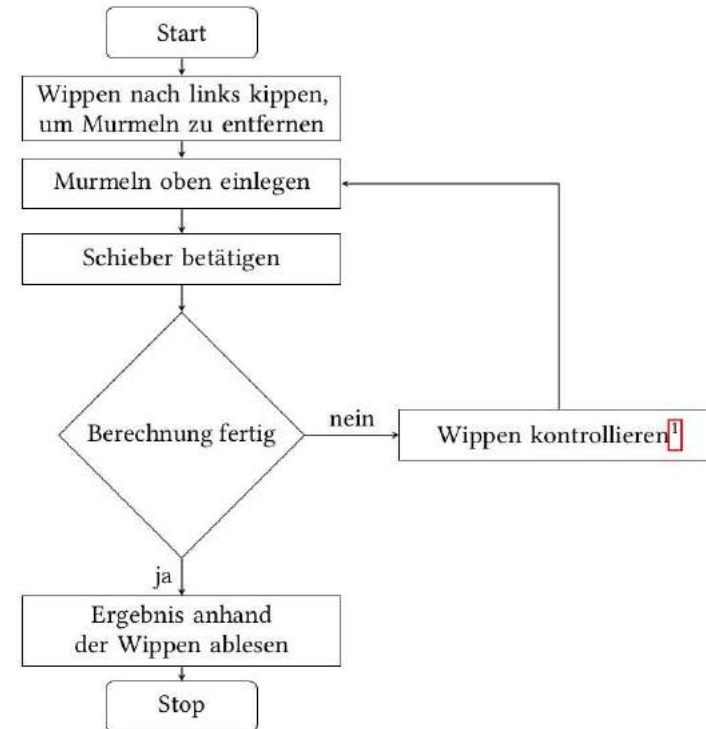 Start
Wippen nach links kippen,
um Murmeln zu entfernen
Murmeln oben einlegen
Schieber betätigen
Berechnung fertig
nein
Wippen kontrollieren¹
ja
Ergebnis anhand
der Wippen ablesen
Stop